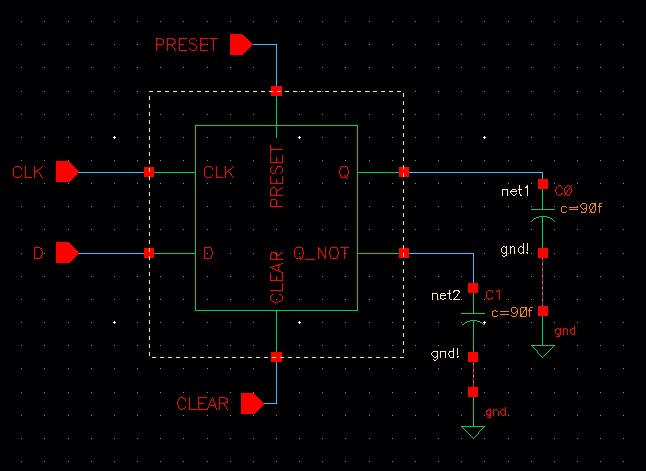 PRESET
CLK
CLK
PRESET
Q
net1
C0
c=90f
D
D
CLEAR
Q_NOT
gnd!
net2
C1
c=90f
gnd
gnd!
CLEAR
gnd